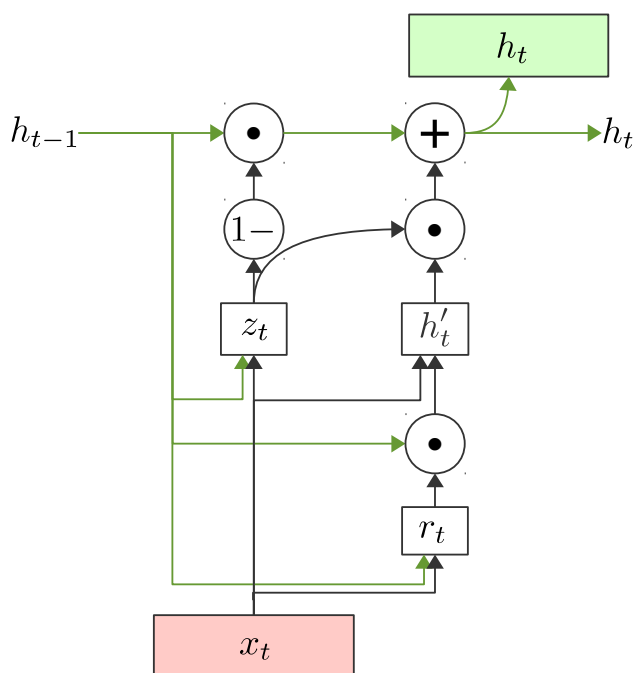 h_t
h_{t-1} • + h_t
1− •
z_t h'_t
•
r_t
x_t